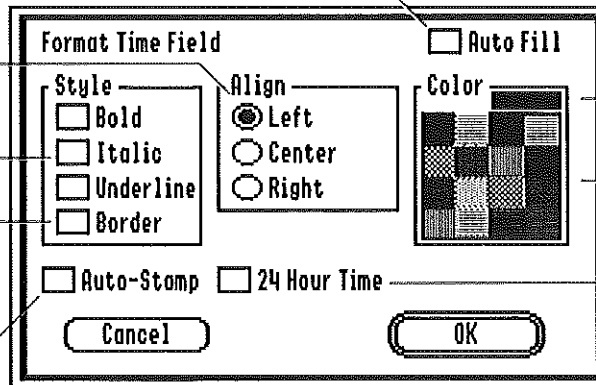 Format Time Field
Auto Fill
Style
Bold
Italic
Underline
Border
Align
Left
Center
Right
Color
Auto-Stamp
24 Hour Time
Cancel
OK